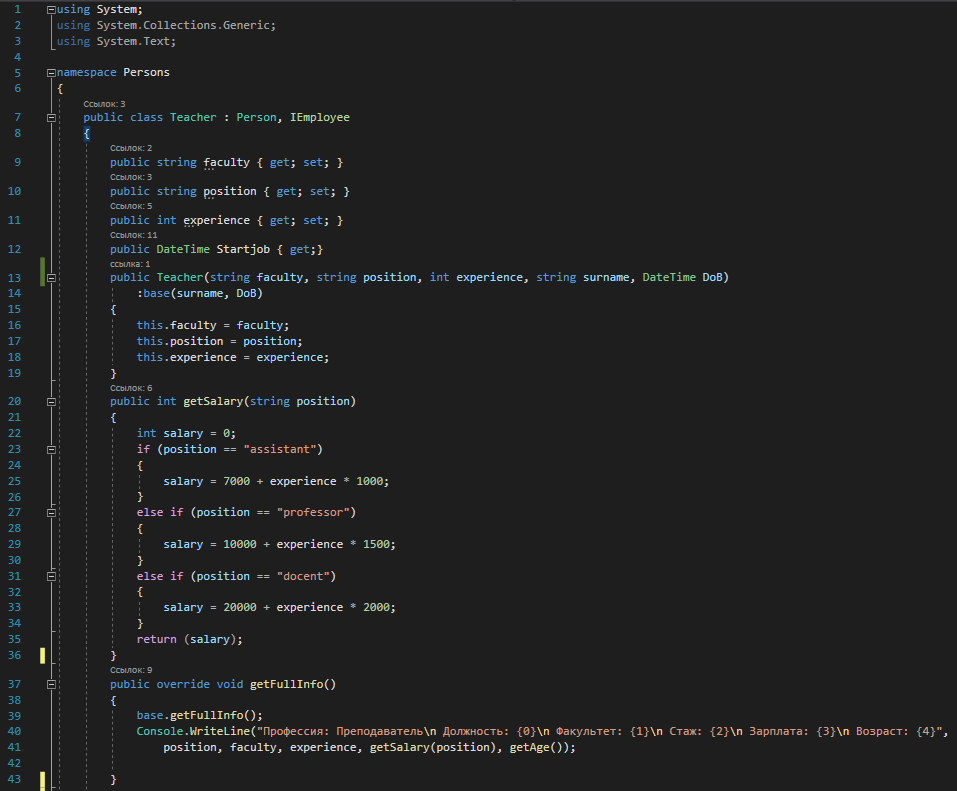 1 using System;
2 using System.Collections.Generic;
3 using System.Text;
4
5 namespace Persons
6 {
Ссылок: 3
7 public class Teacher : Person, IEmployee
8 {
Ссылок: 2
9 public string faculty { get; set; }
Ссылок: 3
10 public string position { get; set; }
Ссылок: 5
11 public int experience { get; set; }
Ссылок: 11
12 public DateTime Startjob { get;}
ссылка: 1
13 public Teacher(string faculty, string position, int experience, string surname, DateTime DoB)
14 :base(surname, DoB)
15 {
16 this.faculty = faculty;
17 this.position = position;
18 this.experience = experience;
19 }
Ссылок: 6
20 public int getSalary(string position)
21 {
22 int salary = 0;
23 if (position == "assistant")
24 {
25 salary = 7000 + experience * 1000;
26 }
27 else if (position == "professor")
28 {
29 salary = 10000 + experience * 1500;
30 }
31 else if (position == "docent")
32 {
33 salary = 20000 + experience * 2000;
34 }
35 return (salary);
36 }
Ссылок: 9
37 public override void getFullInfo()
38 {
39 base.getFullInfo();
40 Console.WriteLine("Профессия: Преподаватель\n Должность: {0}\n Факультет: {1}\n Стаж: {2}\n Зарплата: {3}\n Возраст: {4}",
41 position, faculty, experience, getSalary(position), getAge());
42
43 }